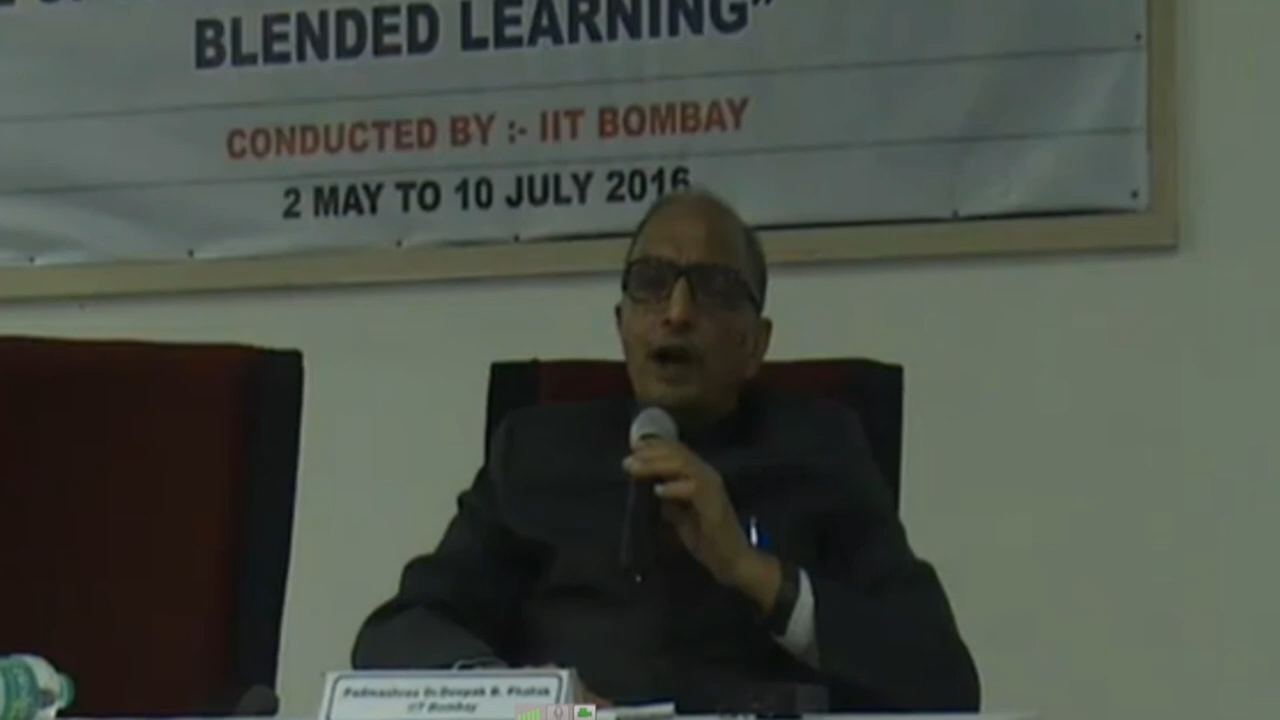 BLENDED LEARNING"
CONDUCTED BY :- IIT BOMBAY
2 MAY TO 10 JULY 2016
Padmashree Dr.Deepak B. Phatak
IIT Bombay